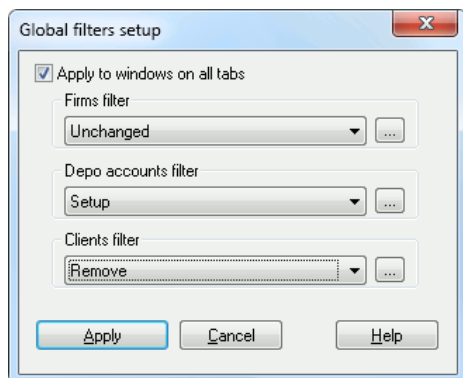 Global filters setup
Apply to windows on all tabs
Firms filter
Unchanged
...
Depo accounts filter
Setup
...
Clients filter
Remove
...
Apply Cancel Help